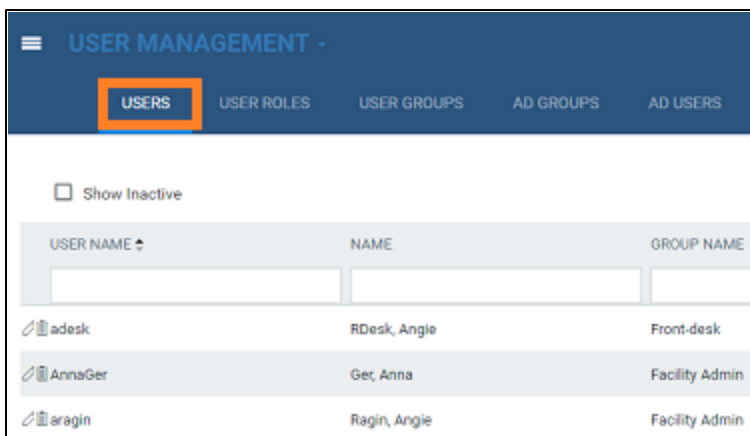 USER MANAGEMENT
USERS USER ROLES USER GROUPS AD GROUPS AD USERS
Show Inactive
USER NAME NAME GROUP NAME
adesk RDesk, Angie Front-desk
AnnaGer Ger, Anna Facility Admin
aragin Ragin, Angie Facility Admin